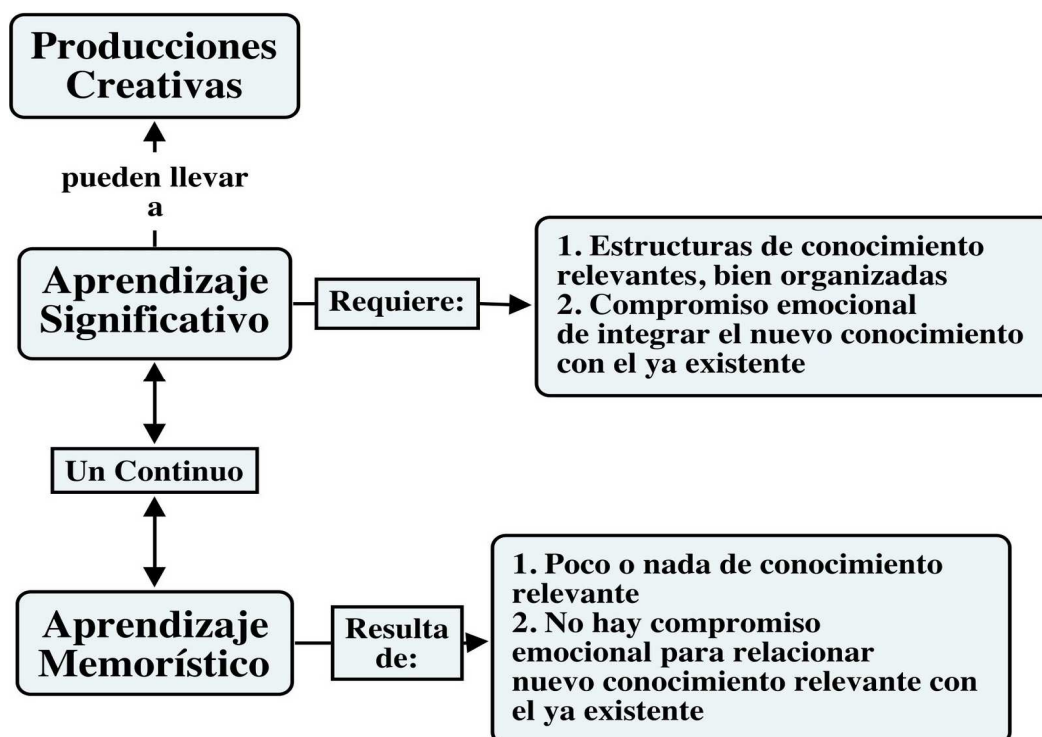 Producciones
Creativas
pueden llevar
a
Aprendizaje
Significativo
Requiere:
1. Estructuras de conocimiento
relevantes, bien organizadas
2. Compromiso emocional
de integrar el nuevo conocimiento
con el ya existente
Un Continuo
Aprendizaje
Memorístico
Resulta
de:
1. Poco o nada de conocimiento
relevante
2. No hay compromiso
emocional para relacionar
nuevo conocimiento relevante con
el ya existente